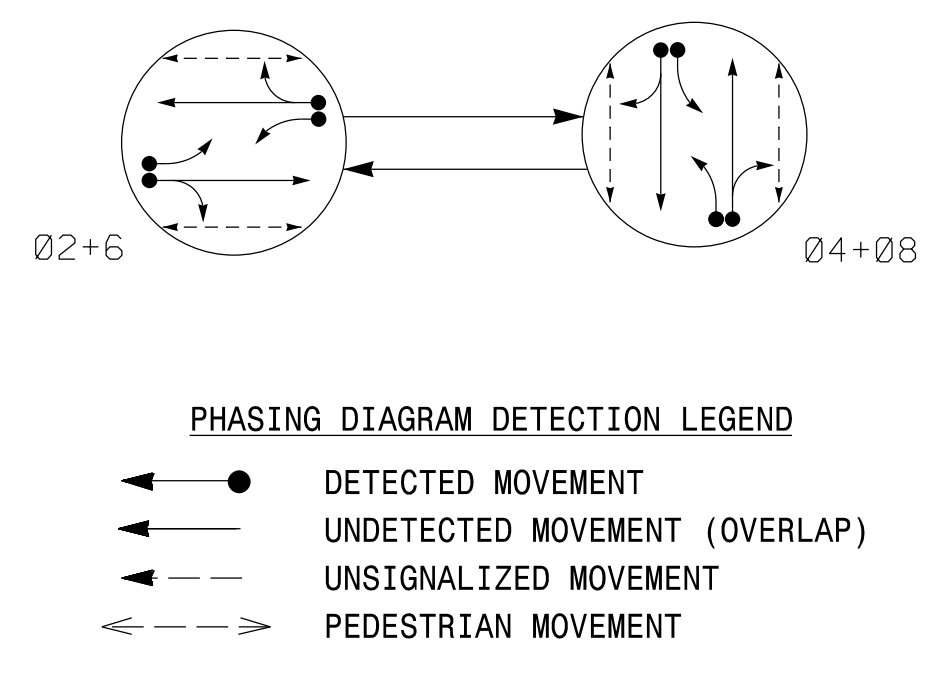 Ø2+6
Ø4+Ø8
PHASING DIAGRAM DETECTION LEGEND
DETECTED MOVEMENT
UNDETECTED MOVEMENT (OVERLAP)
UNSIGNALIZED MOVEMENT
PEDESTRIAN MOVEMENT